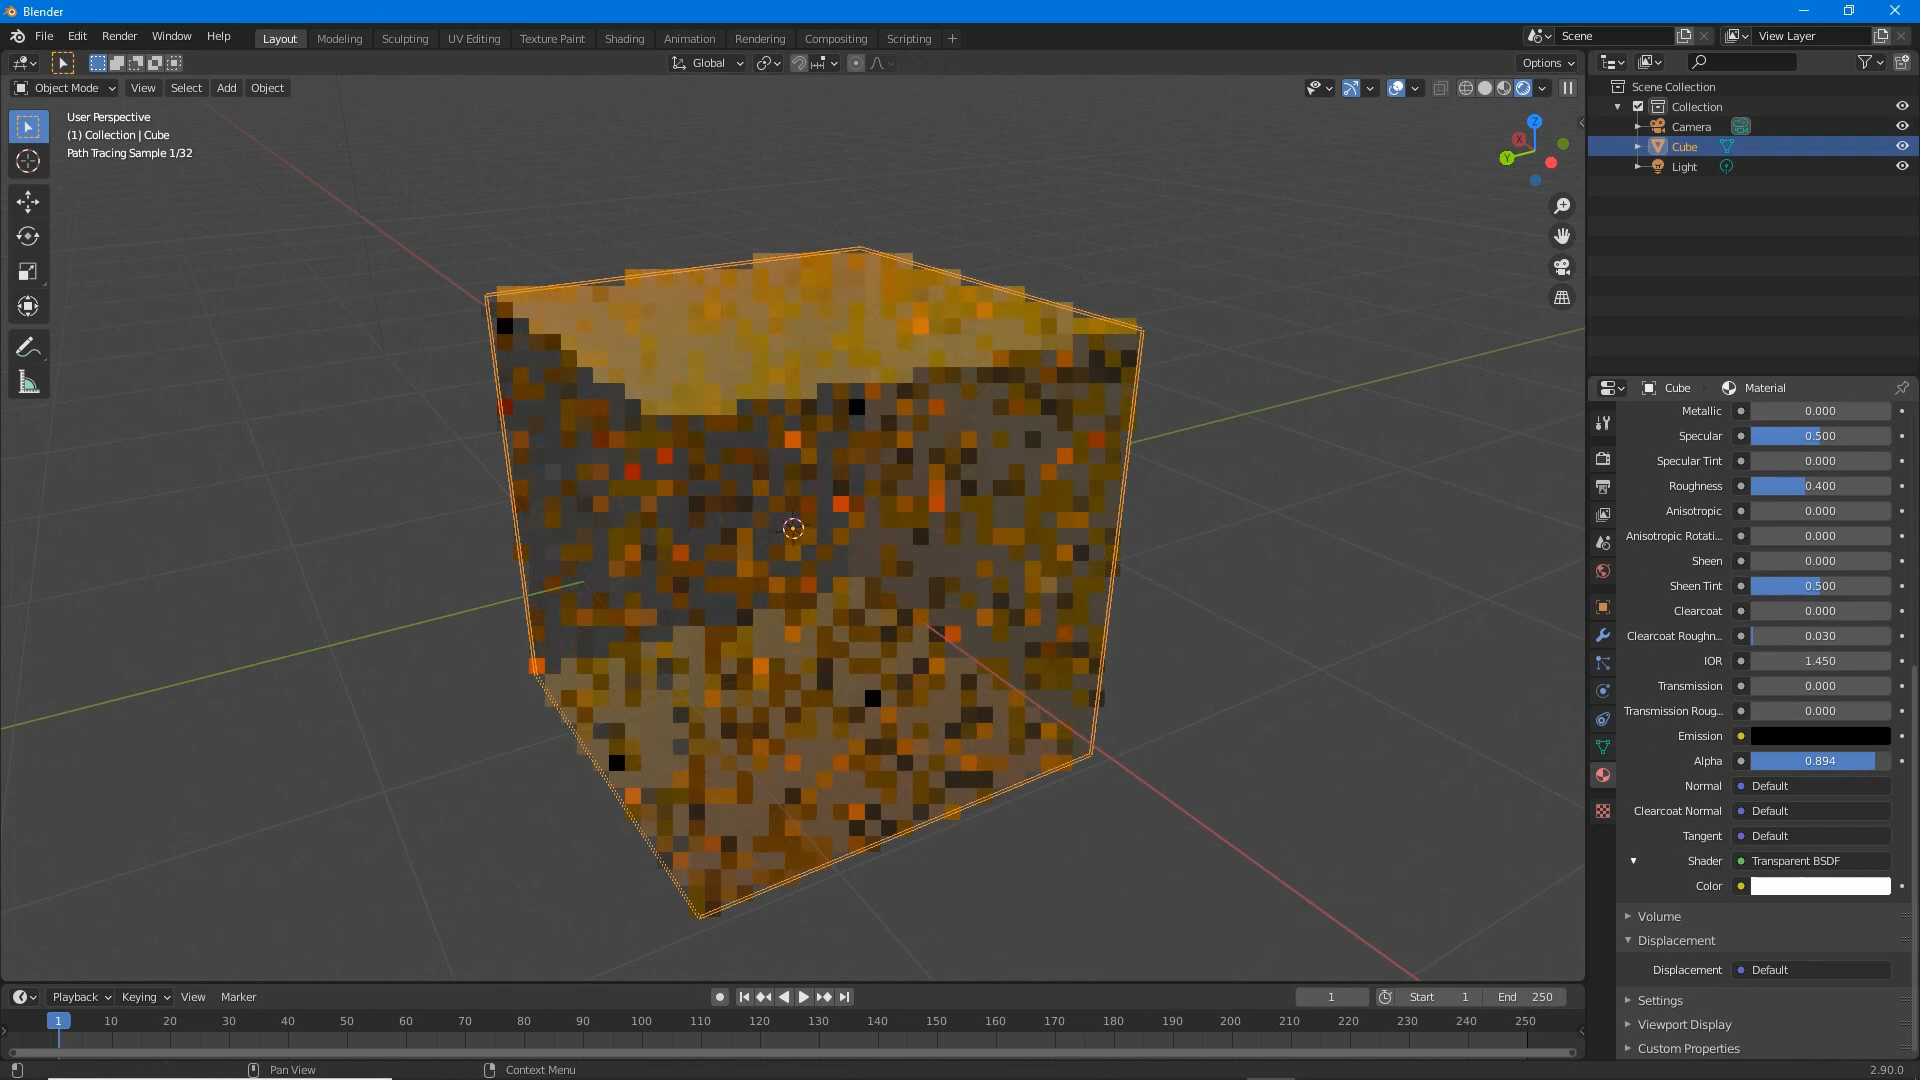 Blender
File Edit Render Window Help
Layout Modeling Sculpting UV Editing Texture Paint Shading Animation Rendering Compositing Scripting +
Scene
View Layer
Global
Options
Object Mode View Select Add Object
User Perspective
(1) Collection | Cube
Path Tracing Sample 1/32
Z
X
Y
Scene Collection
Collection
Camera
Cube
Light
Cube Material
Metallic 0.000
Specular 0.500
Specular Tint 0.000
Roughness 0.400
Anisotropic 0.000
Anisotropic Rotati... 0.000
Sheen 0.000
Sheen Tint 0.500
Clearcoat 0.000
Clearcoat Roughn... 0.030
IOR 1.450
Transmission 0.000
Transmission Roug... 0.000
Emission
Alpha 0.894
Normal Default
Clearcoat Normal Default
Tangent Default
Shader Transparent BSDF
Color
Volume
Displacement
Displacement Default
Settings
Viewport Display
Custom Properties
Playback Keying View Marker
1 Start 1 End 250
1 10 20 30 40 50 60 70 80 90 100 110 120 130 140 150 160 170 180 190 200 210 220 230 240 250
Pan View Context Menu 2.90.0